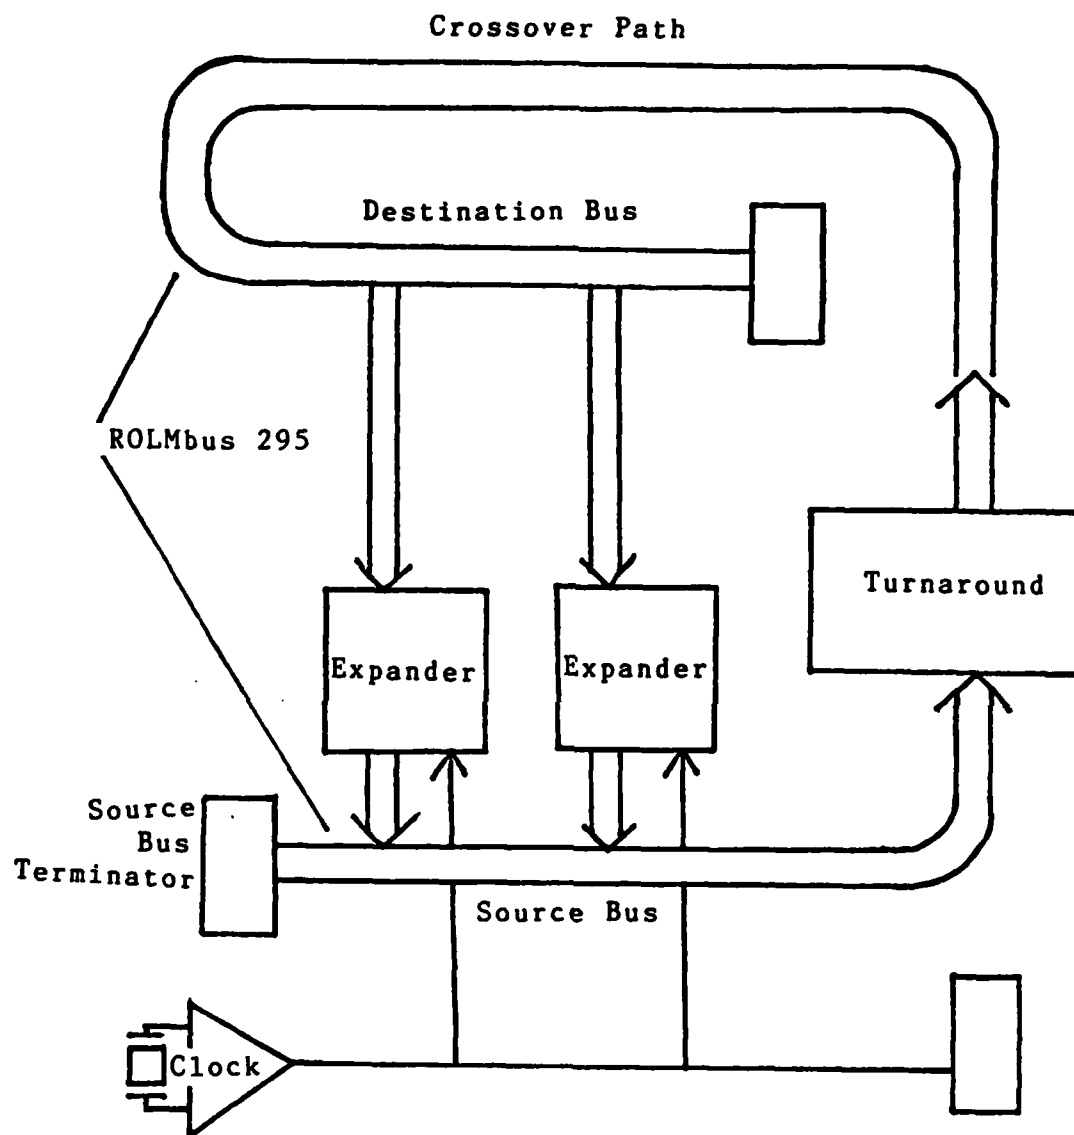 Crossover Path
Destination Bus
ROLMbus 295
Turnaround
Expander
Expander
Source
Bus
Terminator
Source Bus
Clock